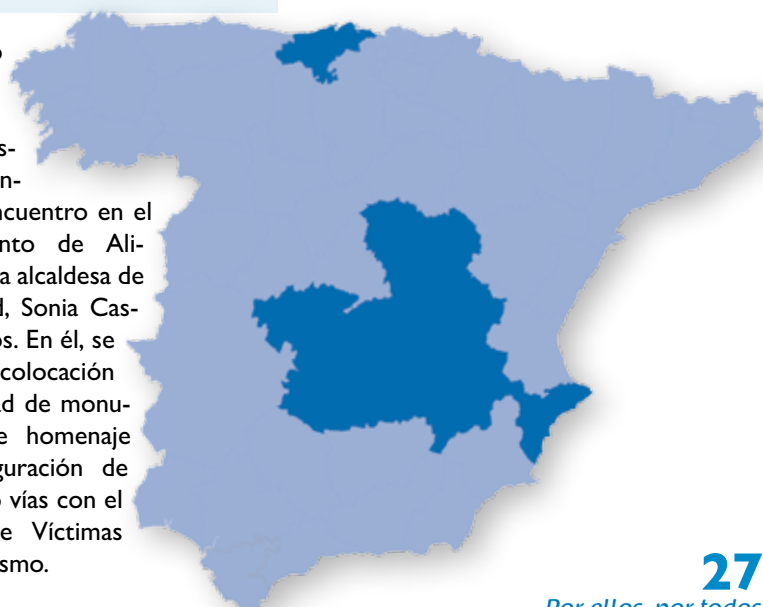 s-
n-
ncuentro en el
nto de Ali-
a alcaldesa de
l, Sonia Cas-
os. En él, se
colocación
ad de monu-
e homenaje
guración de
o vías con el
e Víctimas
smo.
27
Por ellos, por todos